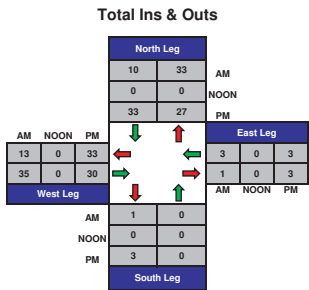 Total Ins & Outs
North Leg
10 33 AM
0 0 NOON
33 27 PM
AM NOON PM
East Leg
13 0 33
3 0 3
35 0 30
1 0 3
West Leg
AM NOON PM
AM 1 0
NOON 0 0
PM 3 0
South Leg